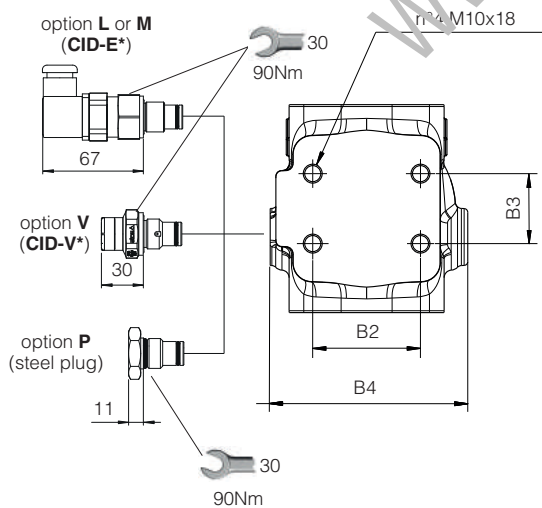 option L or M
(CID-E*)
30
90Nm
n°4 M10x18
67
option V
(CID-V*)
30
B3
option P
(steel plug)
B2
B4
11
30
90Nm